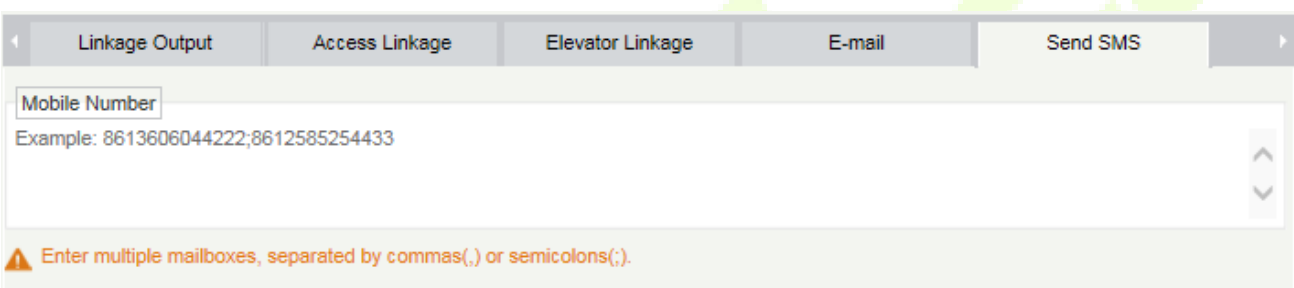 Linkage Output Access Linkage Elevator Linkage E-mail Send SMS
Mobile Number
Example: 8613606044222;8612585254433
Enter multiple mailboxes, separated by commas(,) or semicolons(;).